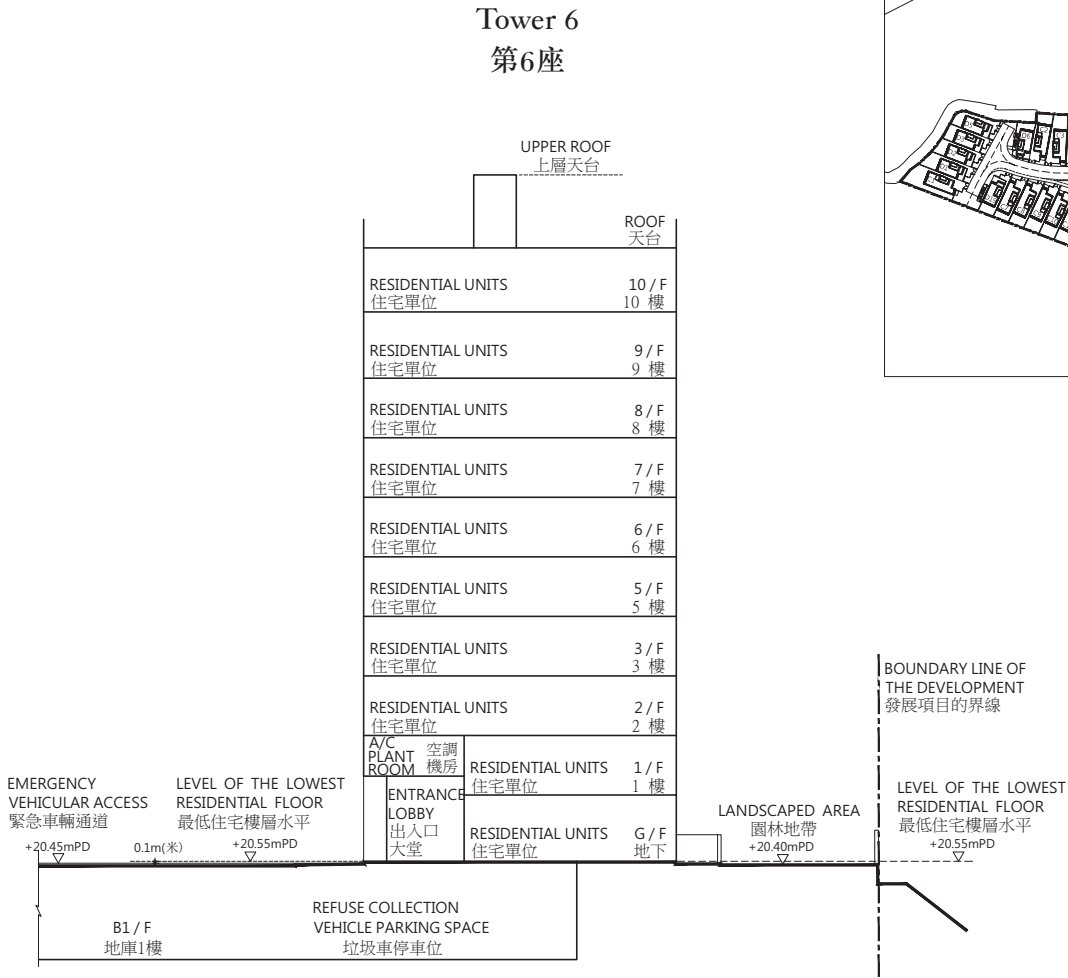 Tower 6
第6座
UPPER ROOF
上層天台
ROOF
天台
RESIDENTIAL UNITS 10 / F
住宅單位 10 樓
RESIDENTIAL UNITS 9 / F
住宅單位 9 樓
RESIDENTIAL UNITS 8 / F
住宅單位 8 樓
RESIDENTIAL UNITS 7 / F
住宅單位 7 樓
RESIDENTIAL UNITS 6 / F
住宅單位 6 樓
RESIDENTIAL UNITS 5 / F
住宅單位 5 樓
RESIDENTIAL UNITS 3 / F
住宅單位 3 樓
RESIDENTIAL UNITS 2 / F
住宅單位 2 樓
A/C
PLANT
ROOM
空調
機房
RESIDENTIAL UNITS 1 / F
住宅單位 1 樓
ENTRANCE
LOBBY
出入口
大堂
RESIDENTIAL UNITS G / F
住宅單位 地下
BOUNDARY LINE OF
THE DEVELOPMENT
發展項目的界線
EMERGENCY
VEHICULAR ACCESS
緊急車輛通道
+20.45mPD
0.1m(米)
LEVEL OF THE LOWEST
RESIDENTIAL FLOOR
最低住宅樓層水平
+20.55mPD
LANDSCAPED AREA
園林地帶
+20.40mPD
LEVEL OF THE LOWEST
RESIDENTIAL FLOOR
最低住宅樓層水平
+20.55mPD
B1 / F
地庫1樓
REFUSE COLLECTION
VEHICLE PARKING SPACE
垃圾車停車位